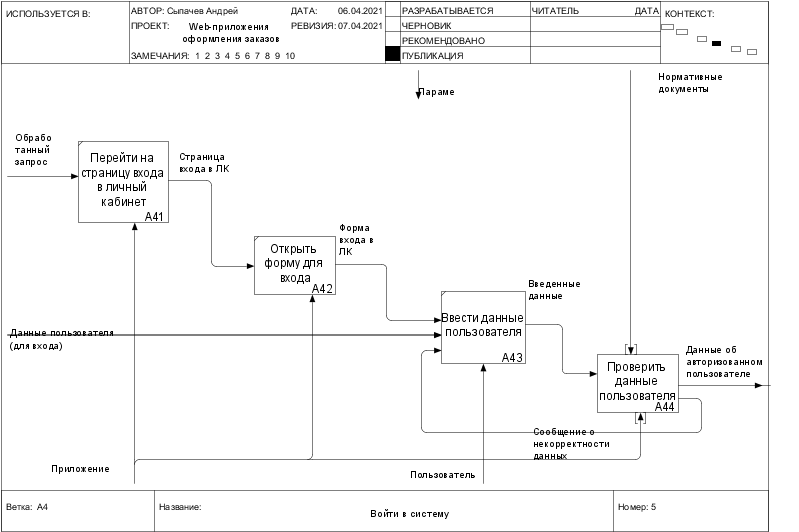 ИСПОЛЬЗУЕТСЯ В:
АВТОР: Сыпачев Андрей
ДАТА: 06.04.2021
ПРОЕКТ: Web-приложения
оформления заказов
РЕВИЗИЯ: 07.04.2021
ЗАМЕЧАНИЯ: 1 2 3 4 5 6 7 8 9 10
РАЗРАБАТЫВАЕТСЯ
ЧЕРНОВИК
РЕКОМЕНДОВАНО
ПУБЛИКАЦИЯ
ЧИТАТЕЛЬ
ДАТА
КОНТЕКСТ:
Параме
Нормативные
документы
Обрабо
танный
запрос
Перейти на
страницу входа
в личный
кабинет
A41
Страница
входа в ЛК
Открыть
форму для
входа
A42
Форма
входа в
ЛК
Данные пользователя
(для входа)
Ввести данные
пользователя
A43
Введенные
данные
Проверить
данные
пользователя
A44
Данные об
авторизованном
пользователе
Сообщение о
некорректности
данных
Приложение
Пользователь
Ветка: A4
Название:
Войти в систему
Номер: 5